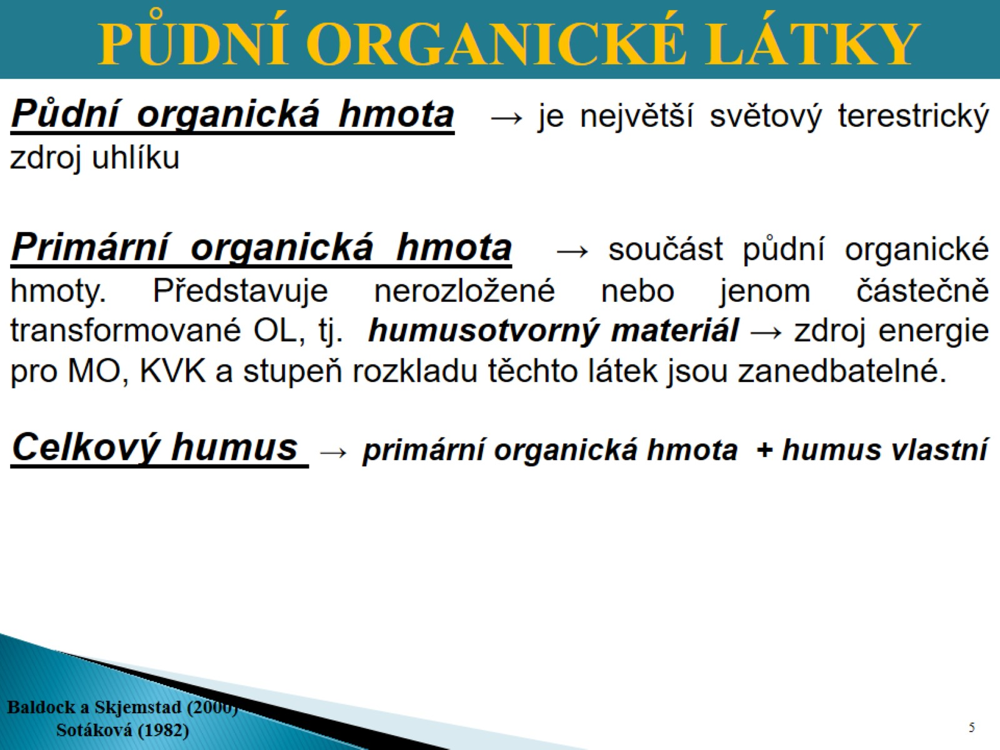 PŮDNÍ ORGANICKÉ LÁTKY
Půdní organická hmota → je největší světový terestrický
zdroj uhlíku
Primární organická hmota → součást půdní organické
hmoty. Představuje nerozložené nebo jenom částečně
transformované OL, tj. humusotvorný materiál → zdroj energie
pro MO, KVK a stupeň rozkladu těchto látek jsou zanedbatelné.
Celkový humus → primární organická hmota + humus vlastní
Baldock a Skjemstad (2000)
Sotáková (1982)
5